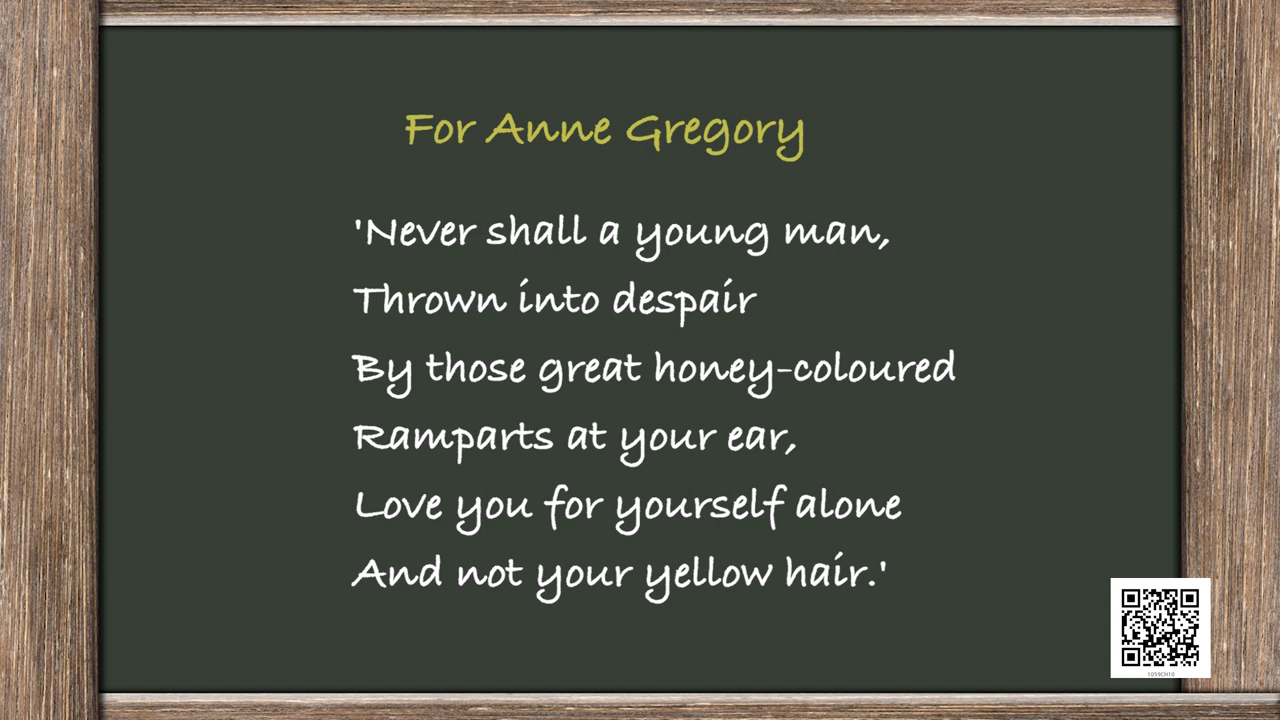 For Anne Gregory
'Never shall a young man,
Thrown into despair
By those great honey-coloured
Ramparts at your ear,
Love you for yourself alone
And not your yellow hair.'
1059CH10